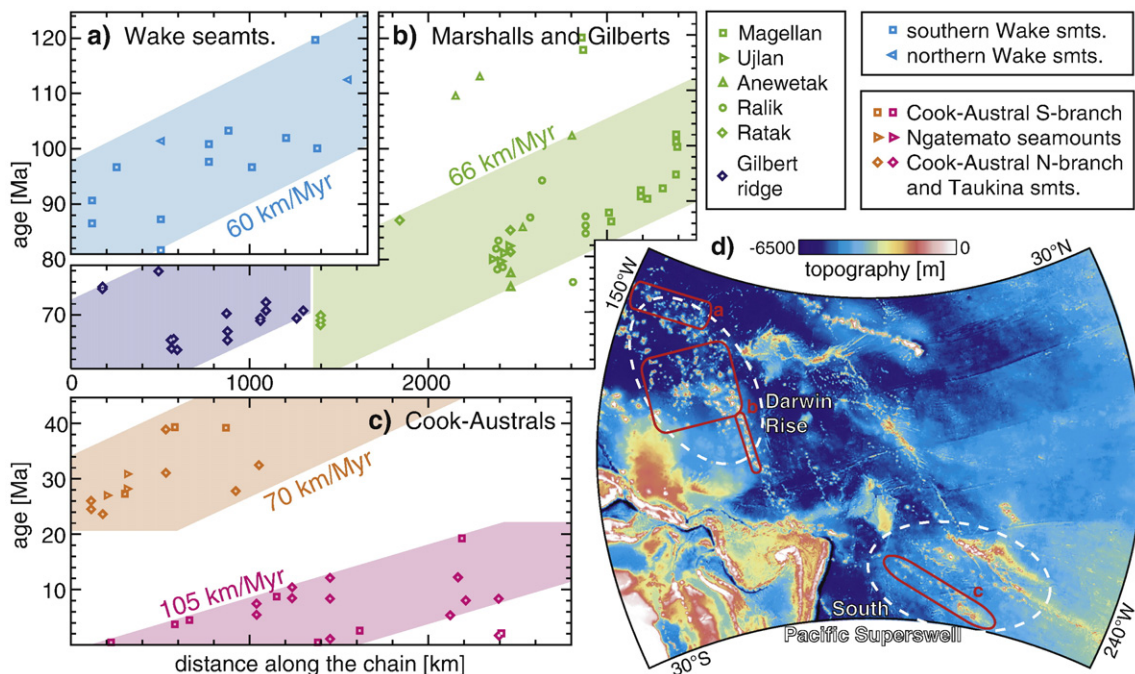 a) Wake seamts.
b) Marshalls and Gilberts
120
110
100
90
80
70
age [Ma]
60 km/Myr
66 km/Myr
0
1000
2000
Magellan
Ujlan
Anewetak
Ralik
Ratak
Gilbert
ridge
southern Wake smts.
northern Wake smts.
Cook-Austral S-branch
Ngatemato seamounts
Cook-Austral N-branch
and Taukina smts.
c) Cook-Australs
40
30
20
10
age [Ma]
70 km/Myr
105 km/Myr
distance along the chain [km]
d)
-6500
0
topography [m]
150°W
30°N
a
b
Darwin
Rise
c
South
Pacific Superswell
30°S
240°W